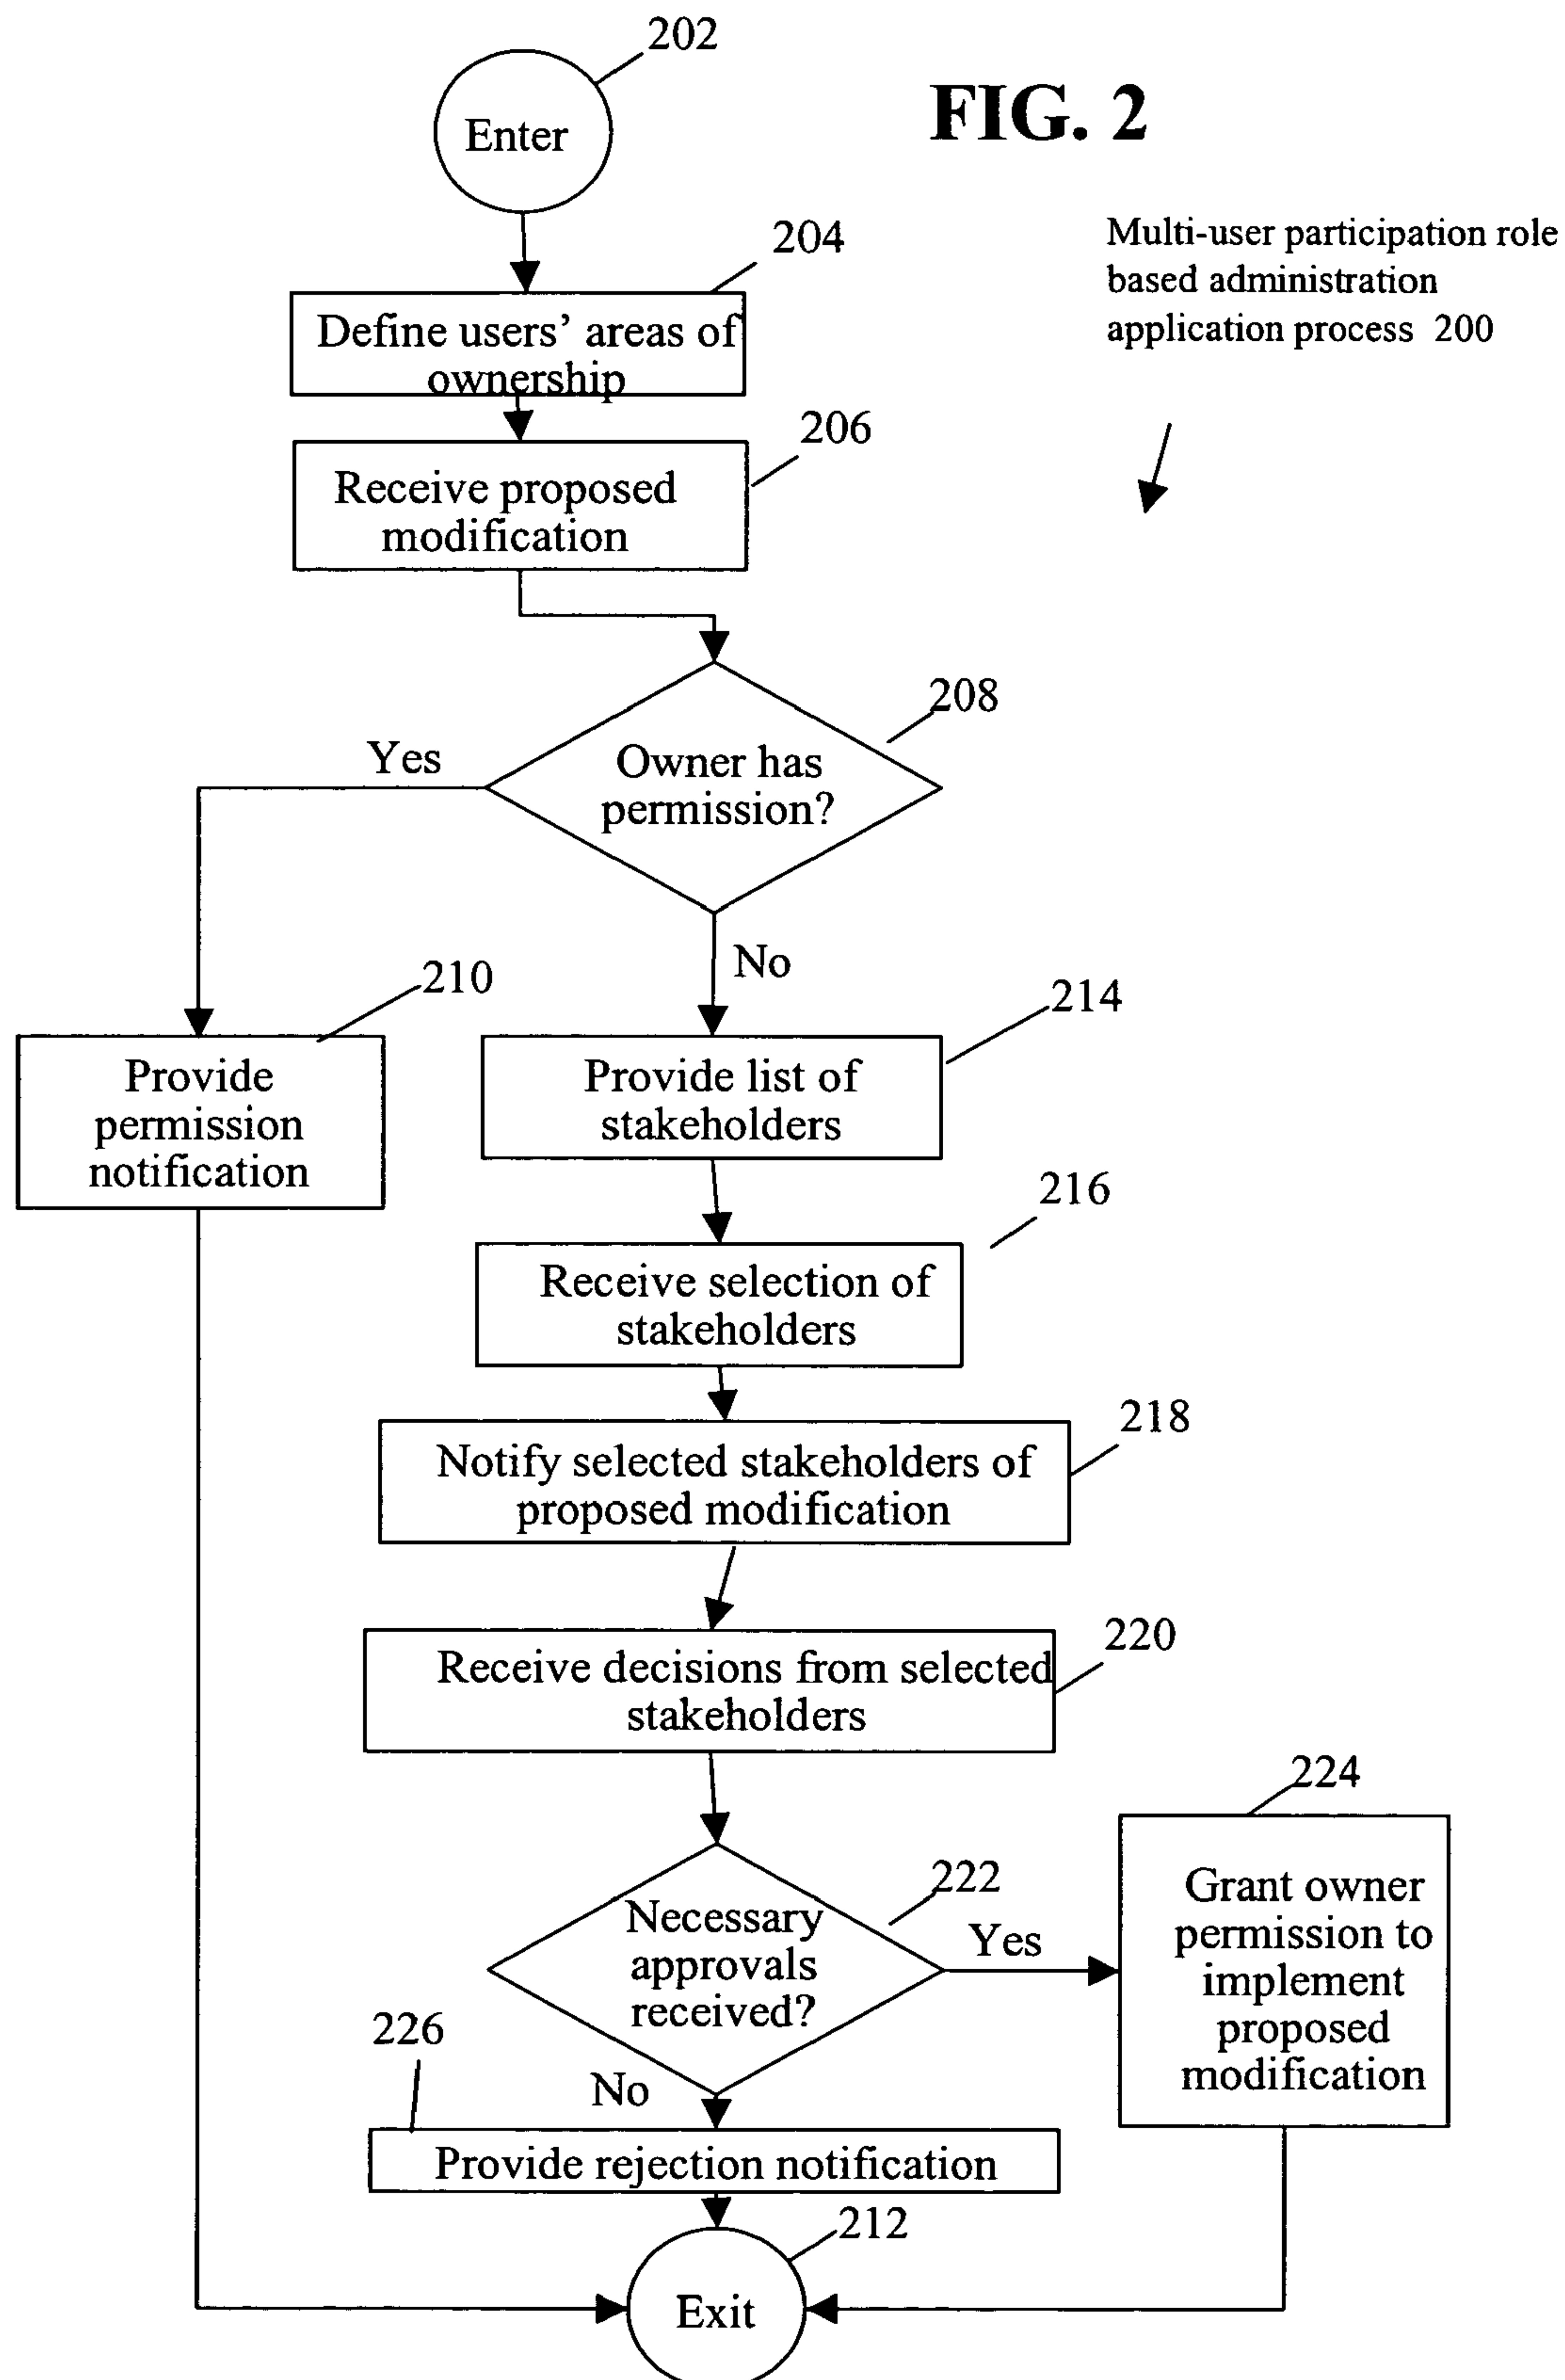 202
FIG. 2
Enter
204
Multi-user participation role
based administration
application process 200
Define users' areas of
ownership
206
Receive proposed
modification
208
Yes
Owner has
permission?
No
210
214
Provide
permission
notification
Provide list of
stakeholders
216
Receive selection of
stakeholders
218
Notify selected stakeholders of
proposed modification
220
Receive decisions from selected
stakeholders
224
222
Necessary
approvals
received?
Yes
Grant owner
permission to
implement
proposed
modification
226
No
Provide rejection notification
212
Exit